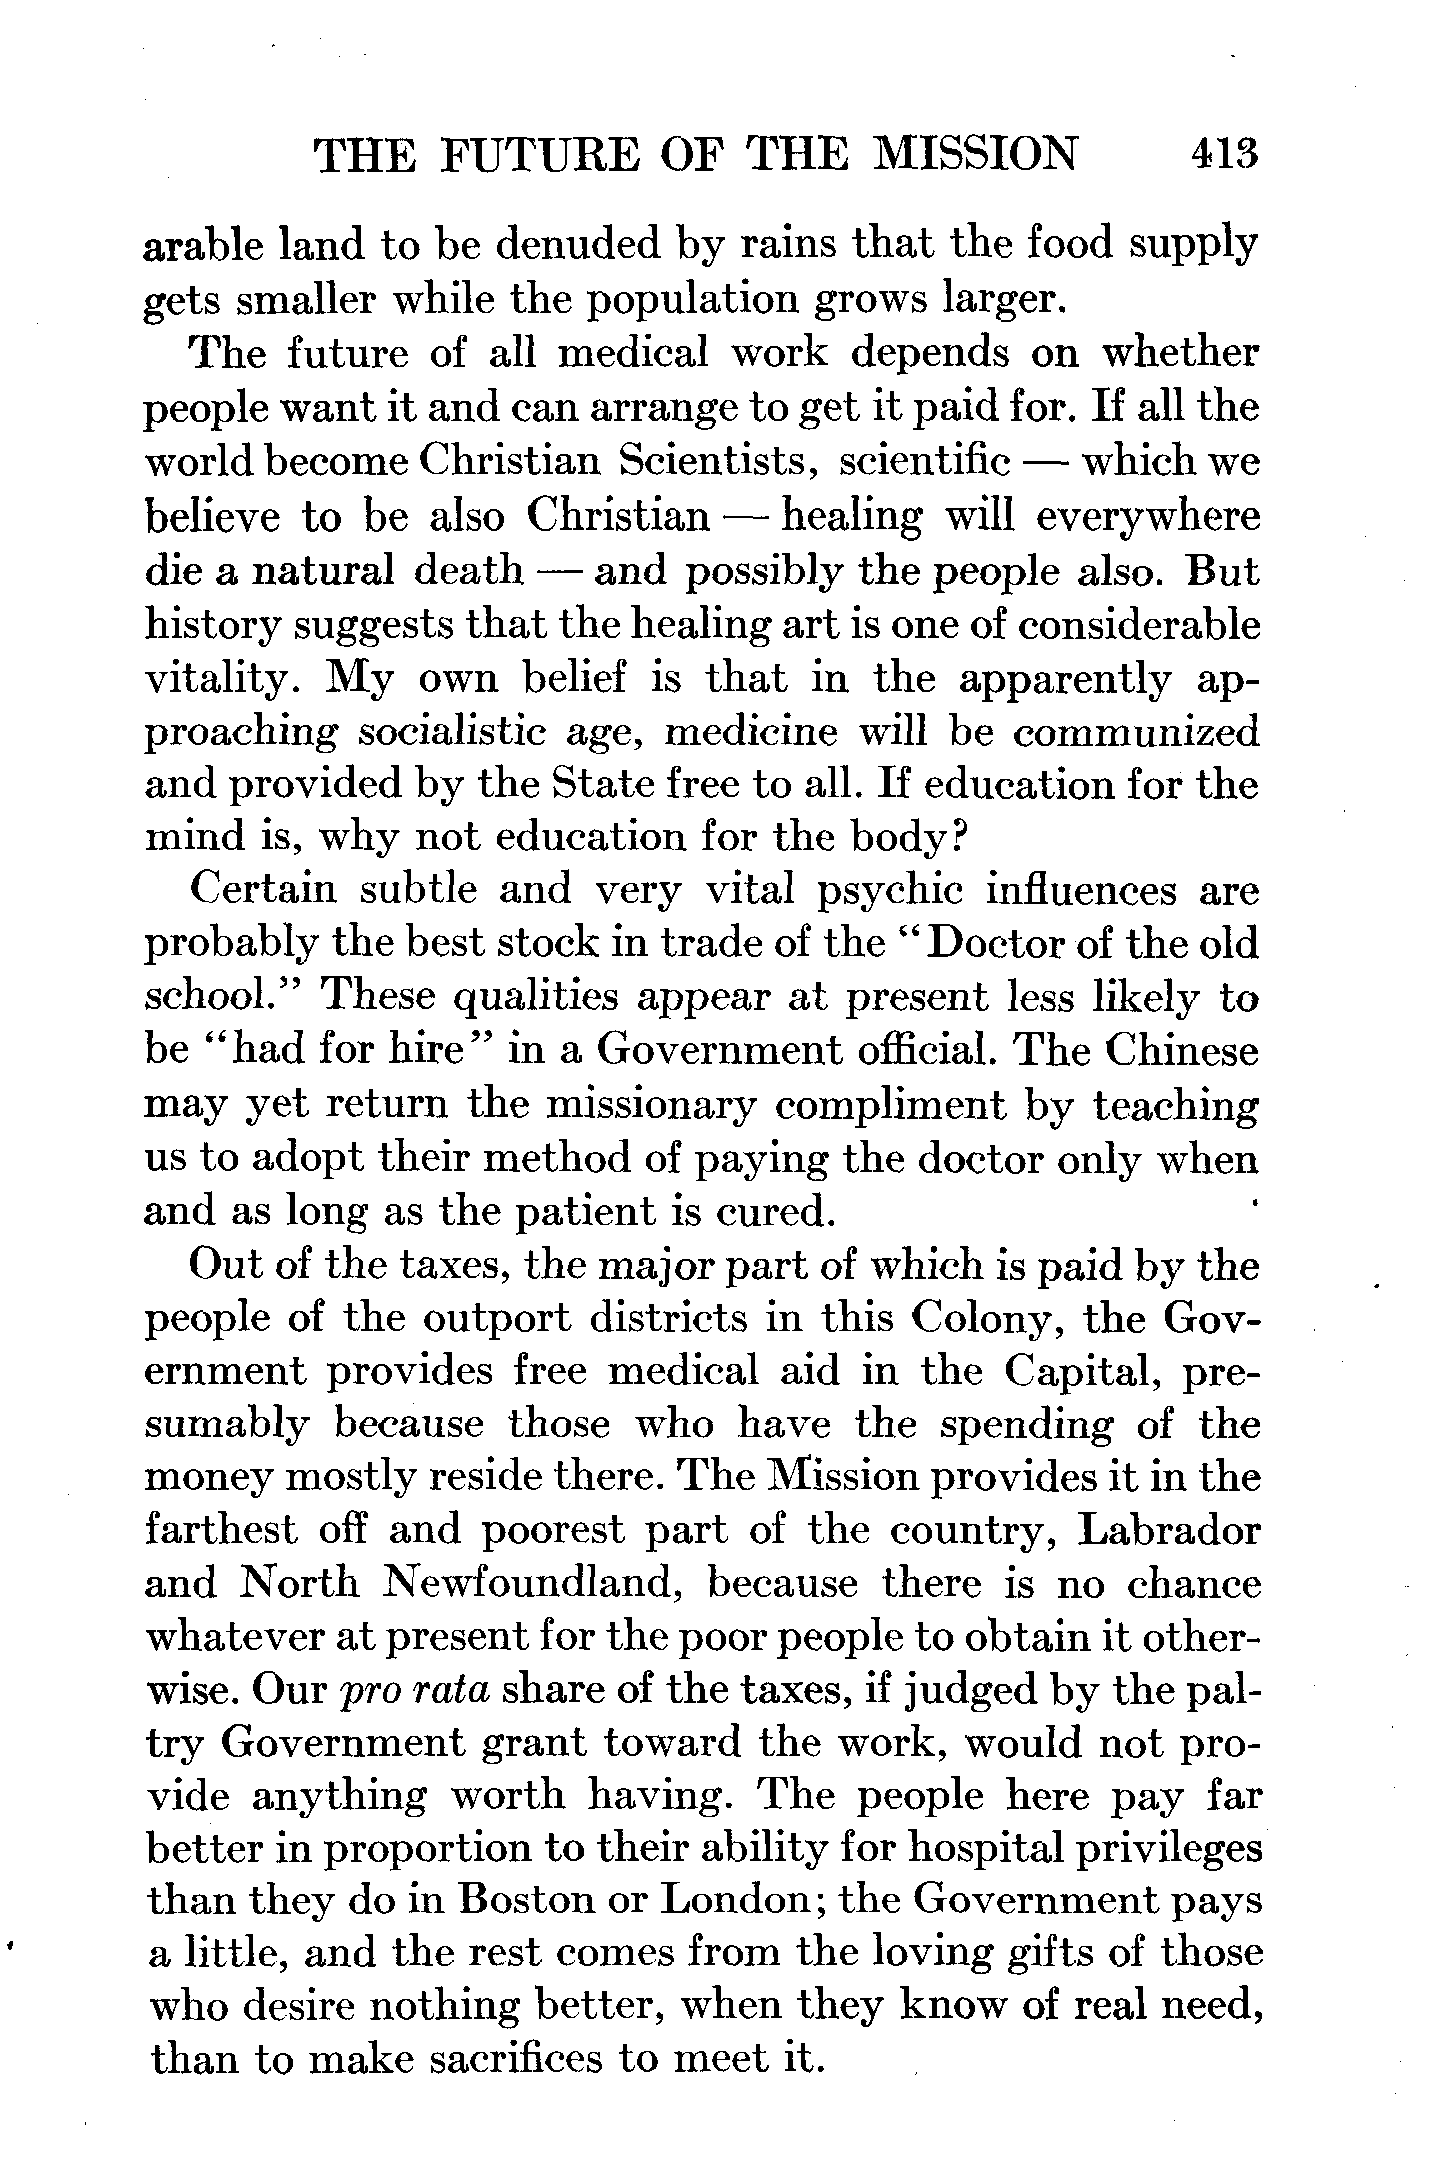 THE FUTURE OF THE MISSION 413
arable land to be denuded by rains that the food supply
gets smaller while the population grows larger.
The future of all medical work depends on whether
people want it and can arrange to get it paid for. If all the
world become Christian Scientists, scientific — which we
believe to be also Christian — healing will everywhere
die a natural death — and possibly the people also. But
history suggests that the healing art is one of considerable
vitality. My own belief is that in the apparently ap-
proaching socialistic age, medicine will be communized
and provided by the State free to all. If education for the
mind is, why not education for the body?
Certain subtle and very vital psychic influences are
probably the best stock in trade of the "Doctor of the old
school." These qualities appear at present less likely to
be "had for hire" in a Government official. The Chinese
may yet return the missionary compliment by teaching
us to adopt their method of paying the doctor only when
and as long as the patient is cured.
Out of the taxes, the major part of which is paid by the
people of the outport districts in this Colony, the Gov-
ernment provides free medical aid in the Capital, pre-
sumably because those who have the spending of the
money mostly reside there. The Mission provides it in the
farthest off and poorest part of the country, Labrador
and North Newfoundland, because there is no chance
whatever at present for the poor people to obtain it other-
wise. Our pro rata share of the taxes, if judged by the pal-
try Government grant toward the work, would not pro-
vide anything worth having. The people here pay far
better in proportion to their ability for hospital privileges
than they do in Boston or London; the Government pays
a little, and the rest comes from the loving gifts of those
who desire nothing better, when they know of real need,
than to make sacrifices to meet it.